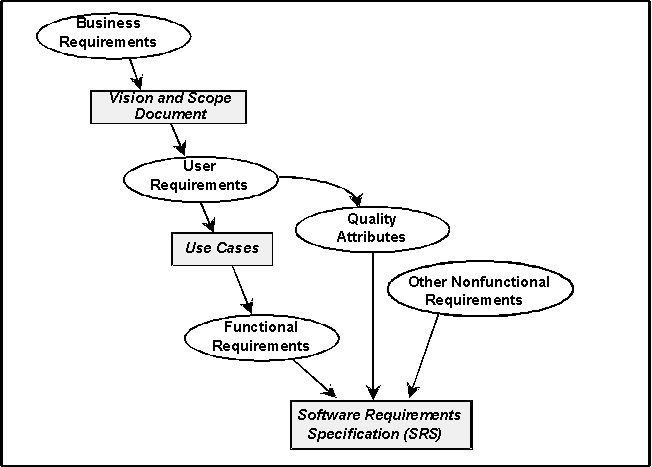 Business
Requirements
Vision and Scope
Document
User
Requirements
Quality
Attributes
Use Cases
Other Nonfunctional
Requirements
Functional
Requirements
Software Requirements
Specification (SRS)